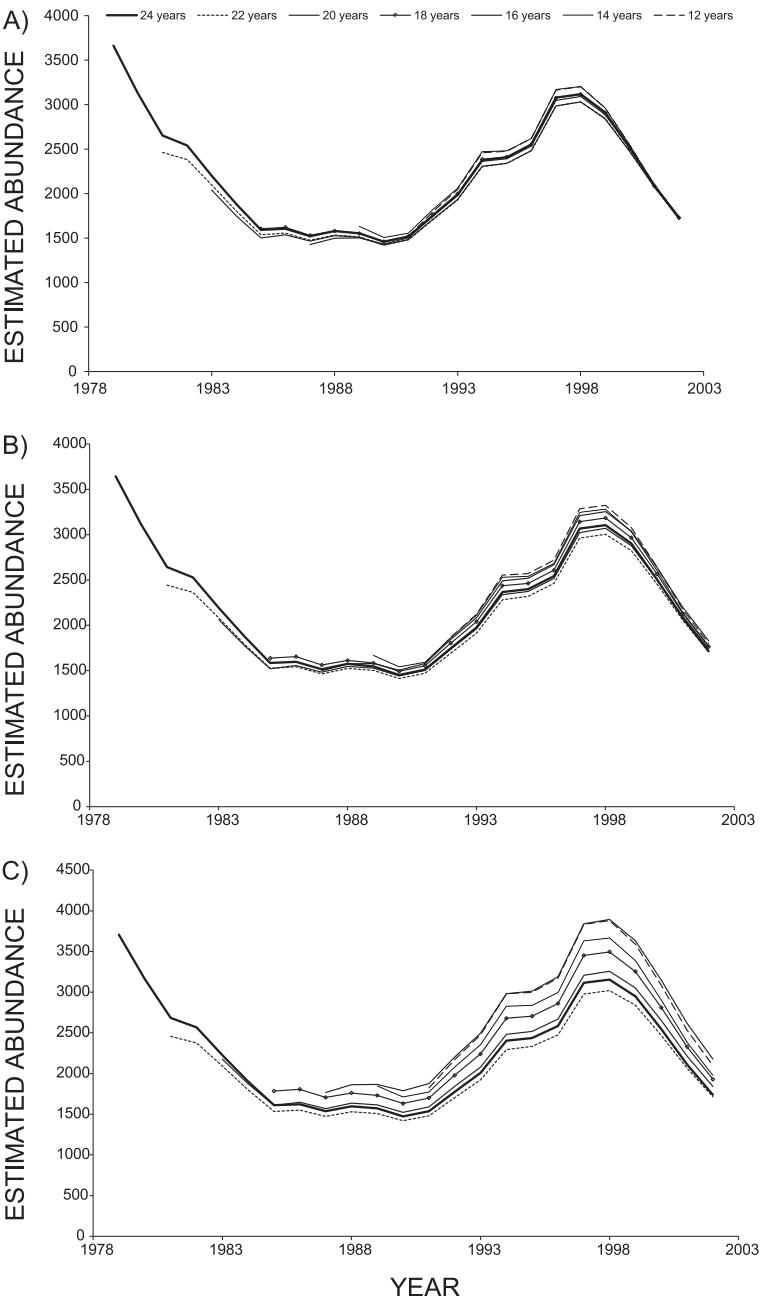 A)
24 years 22 years 20 years 18 years 16 years 14 years 12 years
ESTIMATED ABUNDANCE
4000
3500
3000
2500
2000
1500
1000
500
0
1978 1983 1988 1993 1998 2003
B)
ESTIMATED ABUNDANCE
4000
3500
3000
2500
2000
1500
1000
500
0
1978 1983 1988 1993 1998 2003
C)
ESTIMATED ABUNDANCE
4500
4000
3500
3000
2500
2000
1500
1000
500
0
1978 1983 1988 1993 1998 2003
YEAR